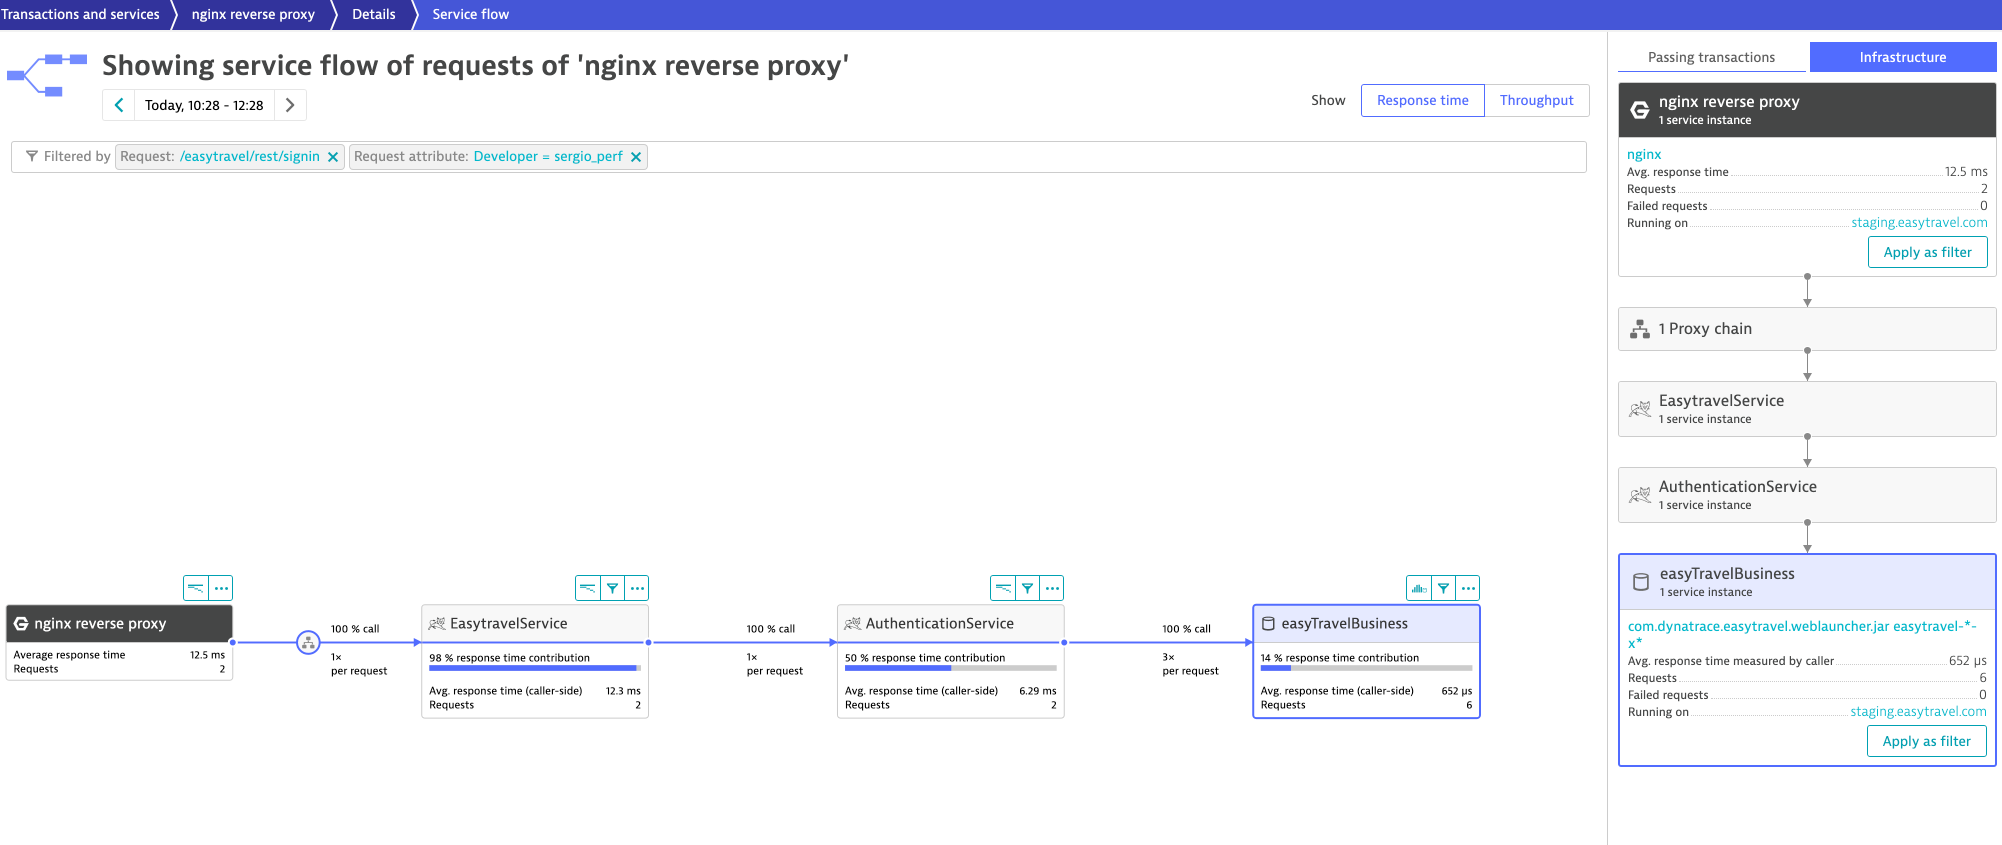 Transactions and services
nginx reverse proxy
Details
Service flow
Showing service flow of requests of 'nginx reverse proxy'
Today, 10:28 - 12:28
Show
Response time
Throughput
Filtered by
Request: /easytravel/rest/signin
Request attribute: Developer = sergio_perf
nginx reverse proxy
Average response time 12.5 ms
Requests 2
100 % call
1×
per request
EasytravelService
98 % response time contribution
Avg. response time (caller-side) 12.3 ms
Requests 2
100 % call
1×
per request
AuthenticationService
50 % response time contribution
Avg. response time (caller-side) 6.29 ms
Requests 2
100 % call
3×
per request
easyTravelBusiness
14 % response time contribution
Avg. response time (caller-side) 652 µs
Requests 6
Passing transactions
Infrastructure
nginx reverse proxy
1 service instance
nginx
Avg. response time 12.5 ms
Requests 2
Failed requests 0
Running on staging.easytravel.com
Apply as filter
1 Proxy chain
EasytravelService
1 service instance
AuthenticationService
1 service instance
easyTravelBusiness
1 service instance
com.dynatrace.easytravel.weblauncher.jar easytravel-*-
x*
Avg. response time measured by caller 652 µs
Requests 6
Failed requests 0
Running on staging.easytravel.com
Apply as filter